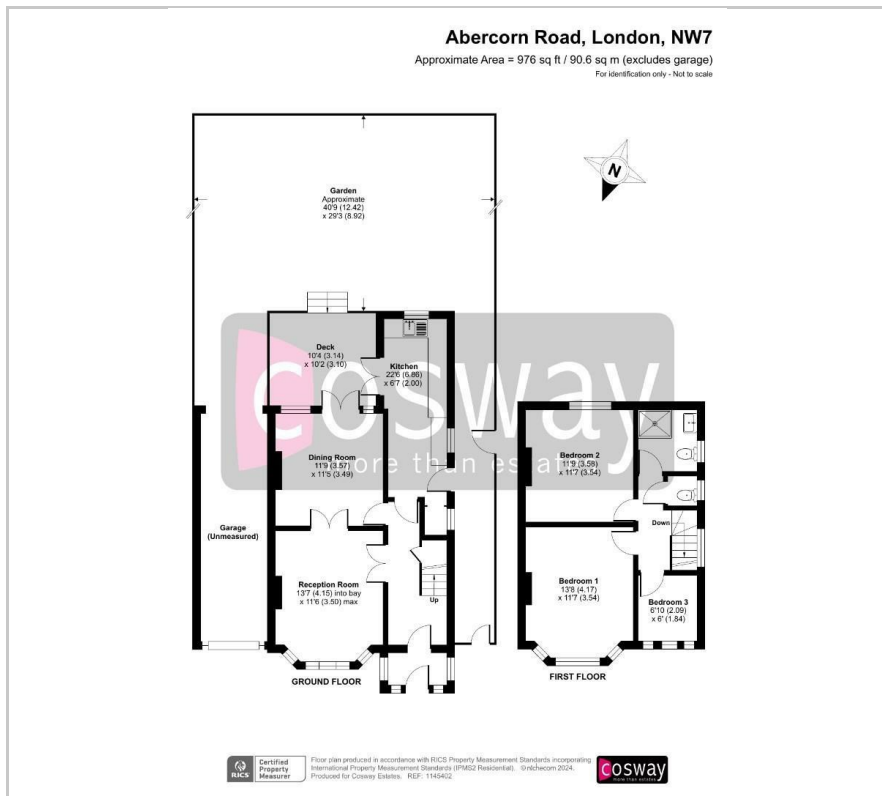 Abercorn Road, London, NW7
Approximate Area = 976 sq ft / 90.6 sq m (excludes garage)
For identification only - Not to scale
N
Garden
Approximate
40'9 (12.42)
x 29'3 (8.92)
Deck
10'4 (3.14)
x 10'2 (3.10)
Kitchen
22'6 (6.86)
x 6'7 (2.00)
cosway
more than estates
Dining Room
11'9 (3.57)
x 11'5 (3.49)
Bedroom 2
11'9 (3.58)
x 11'7 (3.54)
Garage
(Unmeasured)
Down
Reception Room
13'7 (4.15) into bay
x 11'6 (3.50) max
Up
Bedroom 1
13'8 (4.17)
x 11'7 (3.54)
Bedroom 3
6'10 (2.09)
x 6' (1.84)
GROUND FLOOR
FIRST FLOOR
RICS
Certified
Property
Measurer
Floor plan produced in accordance with RICS Property Measurement Standards incorporating
International Property Measurement Standards (IPMS2 Residential). ©nichecom 2024.
Produced for Cosway Estates. REF: 1145402
cosway
more than estates